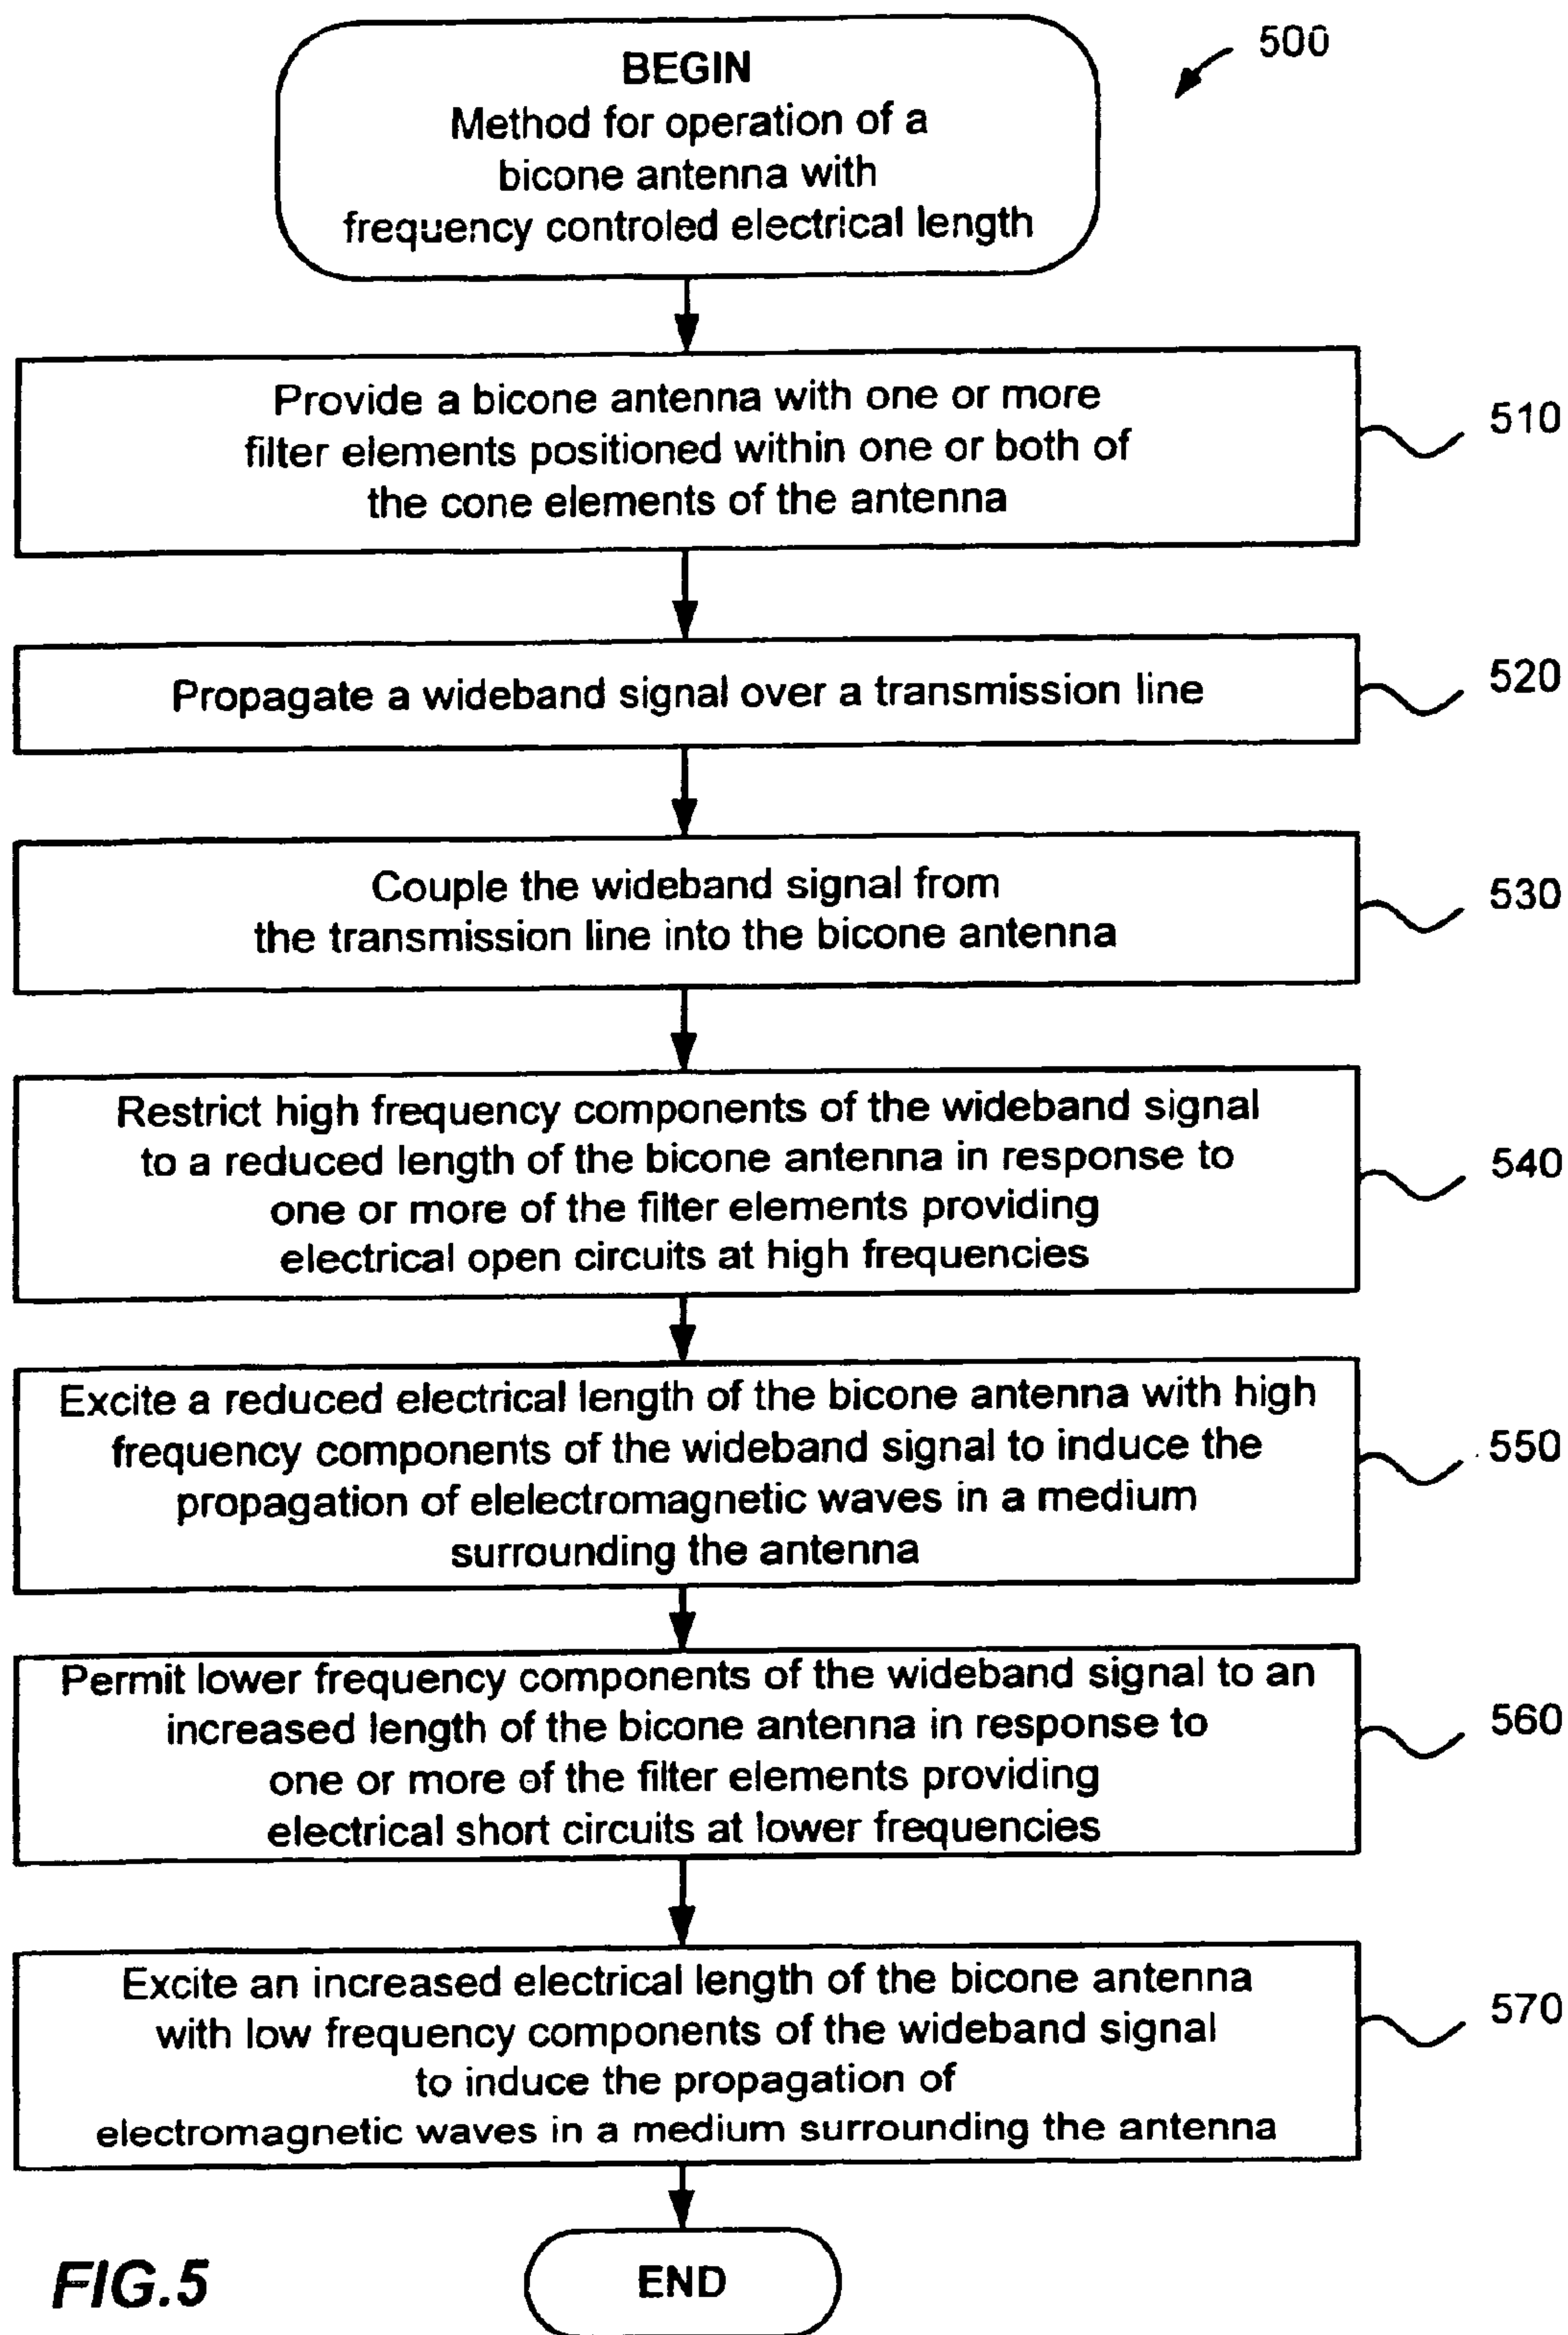 500
BEGIN
Method for operation of a
bicone antenna with
frequency controled electrical length
Provide a bicone antenna with one or more
filter elements positioned within one or both of
the cone elements of the antenna
510
Propagate a wideband signal over a transmission line
520
Couple the wideband signal from
the transmission line into the bicone antenna
530
Restrict high frequency components of the wideband signal
to a reduced length of the bicone antenna in response to
one or more of the filter elements providing
electrical open circuits at high frequencies
540
Excite a reduced electrical length of the bicone antenna with high
frequency components of the wideband signal to induce the
propagation of elelectromagnetic waves in a medium
surrounding the antenna
550
Permit lower frequency components of the wideband signal to an
increased length of the bicone antenna in response to
one or more of the filter elements providing
electrical short circuits at lower frequencies
560
Excite an increased electrical length of the bicone antenna
with low frequency components of the wideband signal
to induce the propagation of
electromagnetic waves in a medium surrounding the antenna
570
END
FIG.5